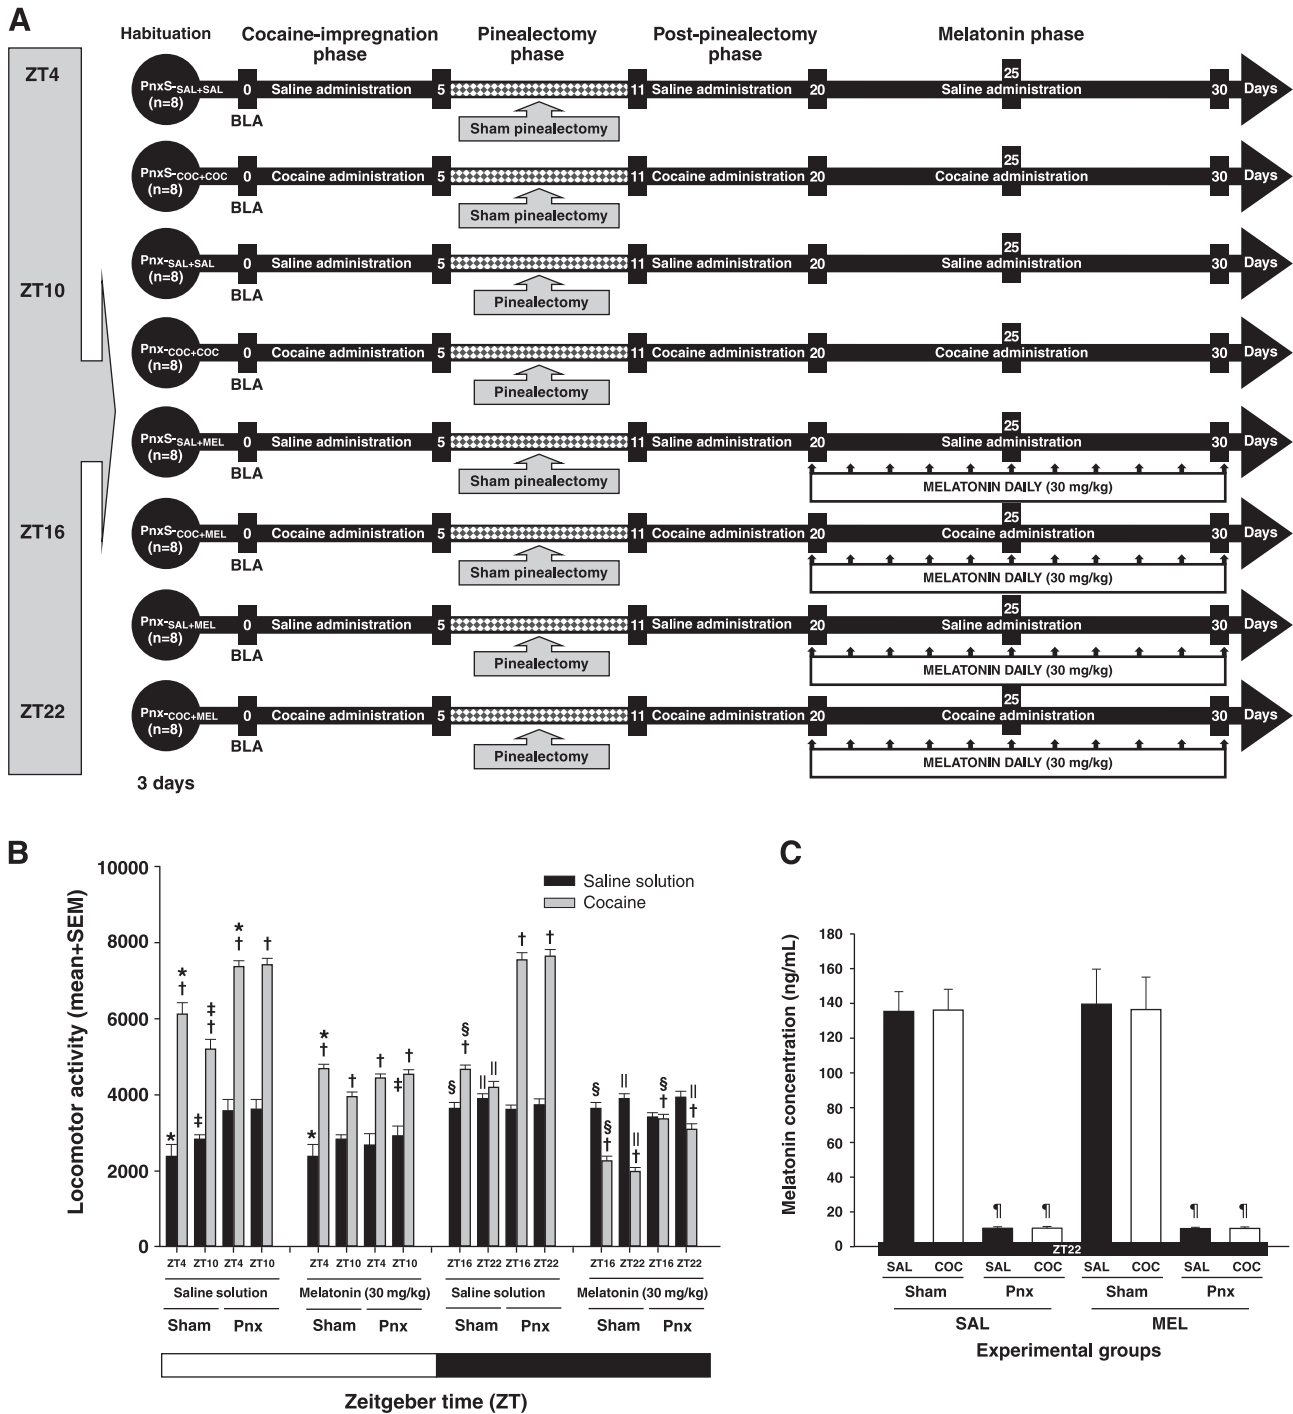 A
Habituation
Cocaine-impregnation
phase
Pinealectomy
phase
Post-pinealectomy
phase
Melatonin phase
ZT4
ZT10
ZT16
ZT22
PnxS-SAL+SAL
(n=8)
0
Saline administration
5
11
Saline administration
20
25
Saline administration
30
Days
BLA
Sham pinealectomy
PnxS-COC+COC
(n=8)
0
Cocaine administration
5
11
Cocaine administration
20
25
Cocaine administration
30
Days
BLA
Sham pinealectomy
Pnx-SAL+SAL
(n=8)
0
Saline administration
5
11
Saline administration
20
25
Saline administration
30
Days
BLA
Pinealectomy
Pnx-COC+COC
(n=8)
0
Cocaine administration
5
11
Cocaine administration
20
25
Cocaine administration
30
Days
BLA
Pinealectomy
PnxS-SAL+MEL
(n=8)
0
Saline administration
5
11
Saline administration
20
25
Saline administration
30
Days
BLA
Sham pinealectomy
MELATONIN DAILY (30 mg/kg)
PnxS-COC+MEL
(n=8)
0
Cocaine administration
5
11
Cocaine administration
20
25
Cocaine administration
30
Days
BLA
Sham pinealectomy
MELATONIN DAILY (30 mg/kg)
Pnx-SAL+MEL
(n=8)
0
Saline administration
5
11
Saline administration
20
25
Saline administration
30
Days
BLA
Pinealectomy
MELATONIN DAILY (30 mg/kg)
Pnx-COC+MEL
(n=8)
0
Cocaine administration
5
11
Cocaine administration
20
25
Cocaine administration
30
Days
BLA
Pinealectomy
MELATONIN DAILY (30 mg/kg)
3 days
B
Locomotor activity (mean+SEM)
10000
8000
6000
4000
2000
0
Saline solution
Cocaine
* * † ‡ † * † †
* * † † † ‡ †
§ § † || || † †
§ § † || || † § † || †
ZT4 ZT10 ZT4 ZT10 ZT4 ZT10 ZT4 ZT10 ZT16 ZT22 ZT16 ZT22 ZT16 ZT22 ZT16 ZT22
Saline solution Melatonin (30 mg/kg) Saline solution Melatonin (30 mg/kg)
Sham Pnx Sham Pnx Sham Pnx Sham Pnx
Zeitgeber time (ZT)
C
Melatonin concentration (ng/mL)
180
160
140
120
100
80
60
40
20
0
¶ ¶ ¶ ¶
ZT22
SAL COC SAL COC SAL COC SAL COC
Sham Pnx Sham Pnx
SAL MEL
Experimental groups